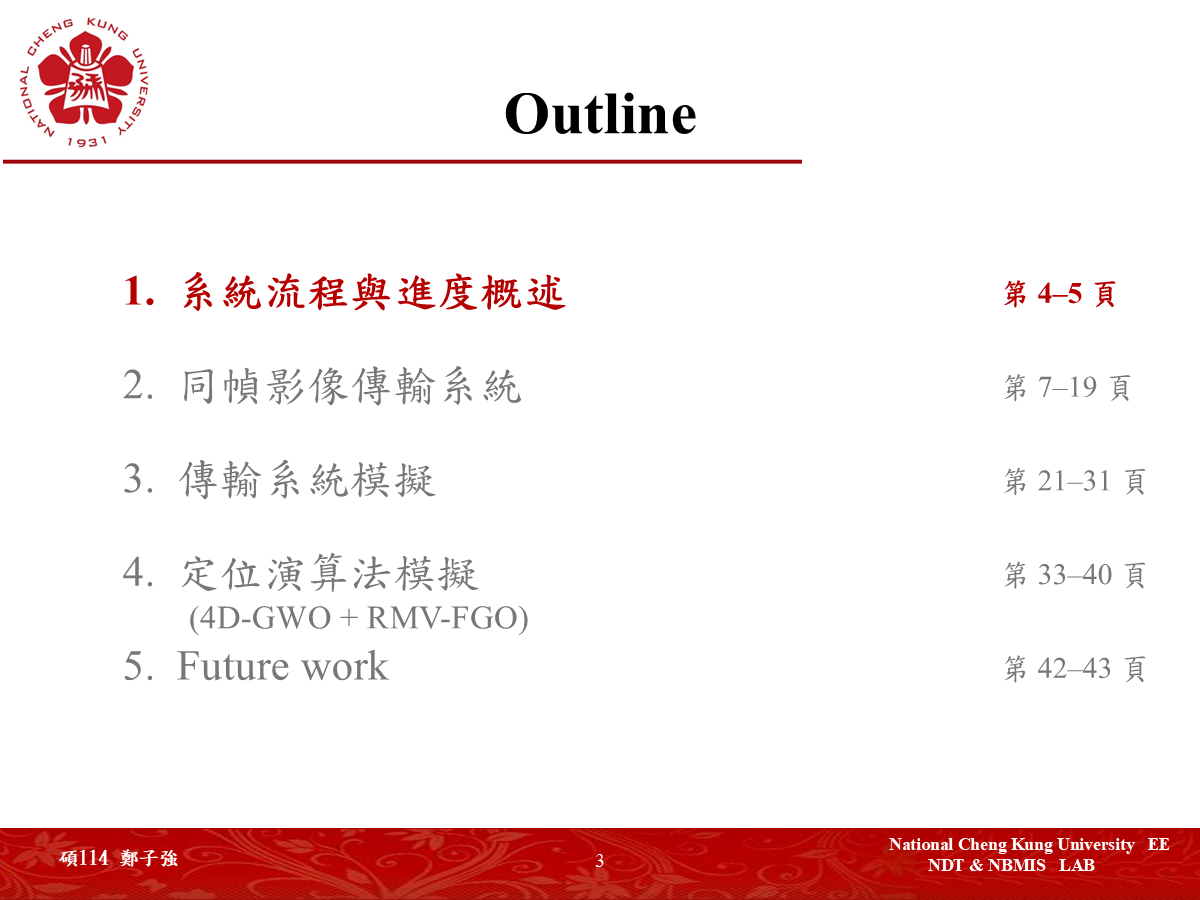 NATIONAL CHENG KUNG UNIVERSITY
1931
Outline
1. 系統流程與進度概述 第 4–5 頁
2. 同幀影像傳輸系統 第 7–19 頁
3. 傳輸系統模擬 第 21–31 頁
4. 定位演算法模擬 第 33–40 頁
(4D-GWO + RMV-FGO)
5. Future work 第 42–43 頁
碩114 鄭子強
3
National Cheng Kung University EE
NDT & NBMIS LAB